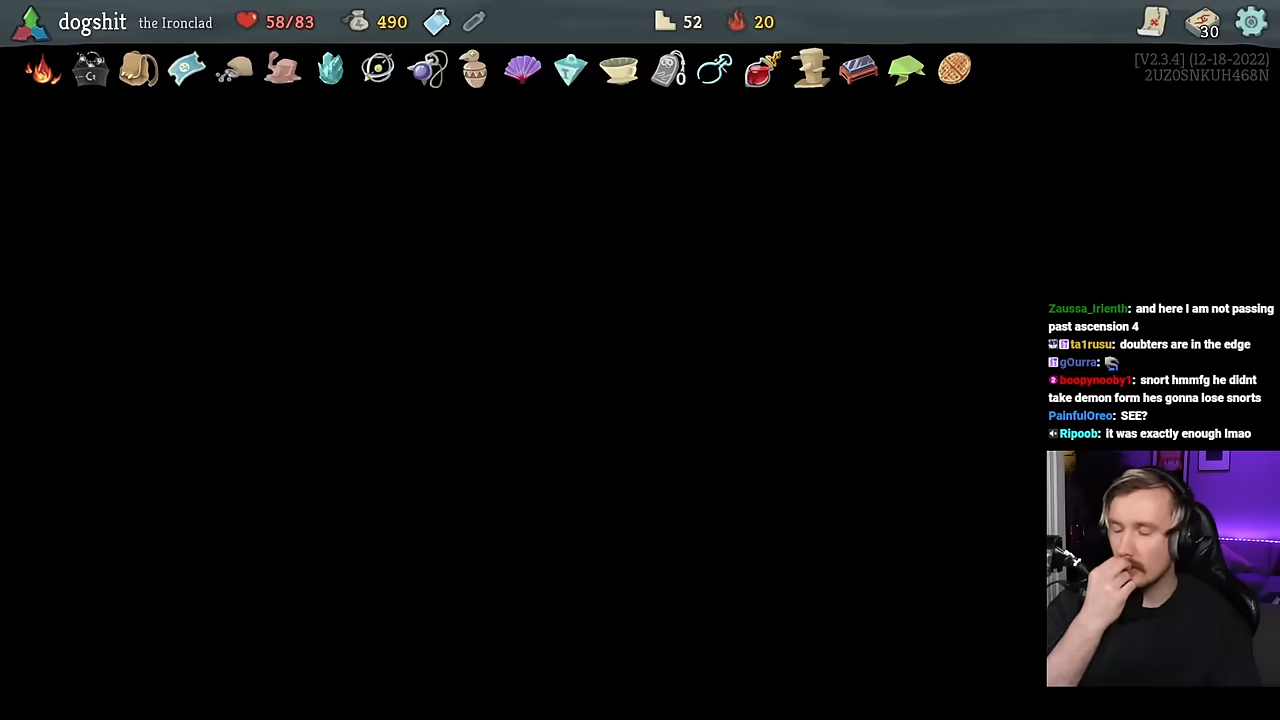 dogshit the Ironclad 58/83 490 52 20 30
[V2.3.4] (12-18-2022)
2UZ0SNKUH468N
Zaussa_Irienth: and here I am not passing
past ascension 4
ta1rusu: doubters are in the edge
gOurra:
boopynooby1: snort hmmfg he didnt
take demon form hes gonna lose snorts
PainfulOreo: SEE?
Ripoob: it was exactly enough lmao